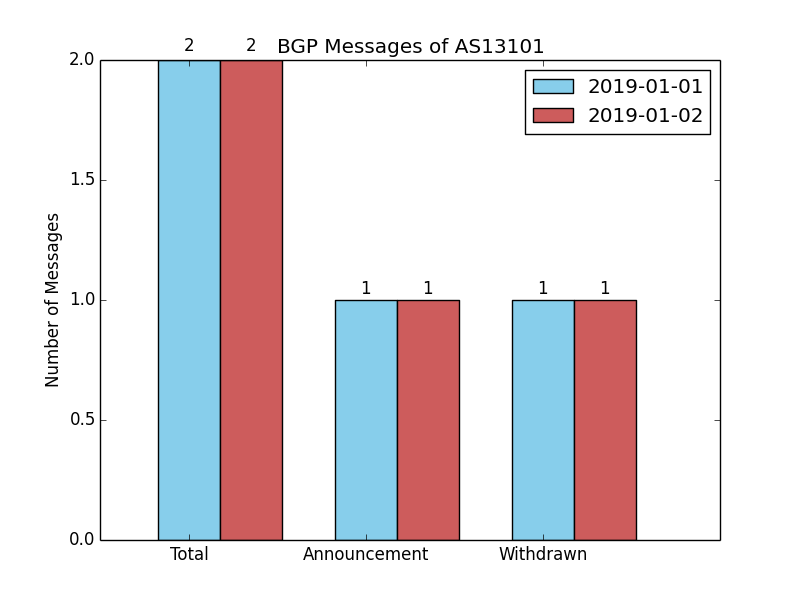 2 2 BGP Messages of AS13101
2019-01-01
2019-01-02
Number of Messages
2.0
1.5
1.0
0.5
0.0
1 1 1 1
Total Announcement Withdrawn